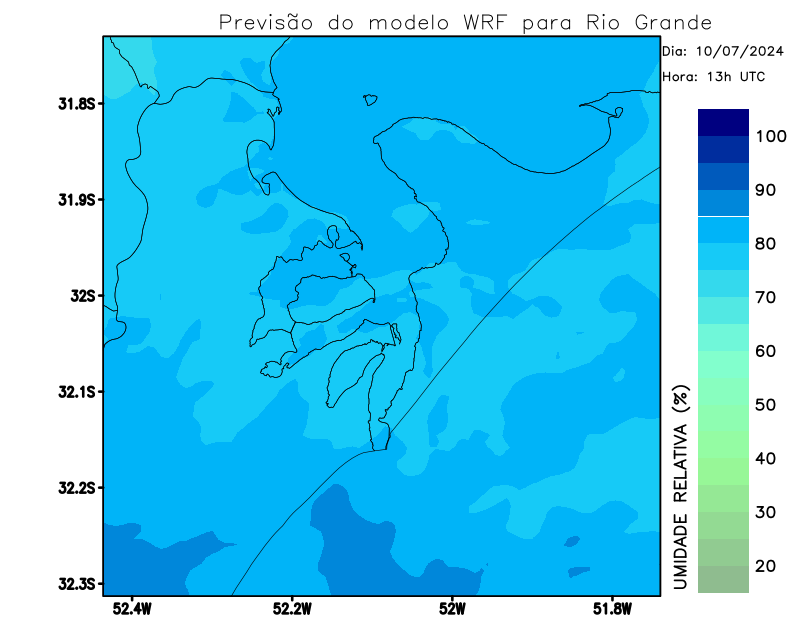 Previsão do modelo WRF para Rio Grande
Dia: 10/07/2024
Hora: 13h UTC
31.8S
31.9S
32S
32.1S
32.2S
32.3S
52.4W
52.2W
52W
51.8W
100
90
80
70
60
50
40
30
20
UMIDADE RELATIVA (%)